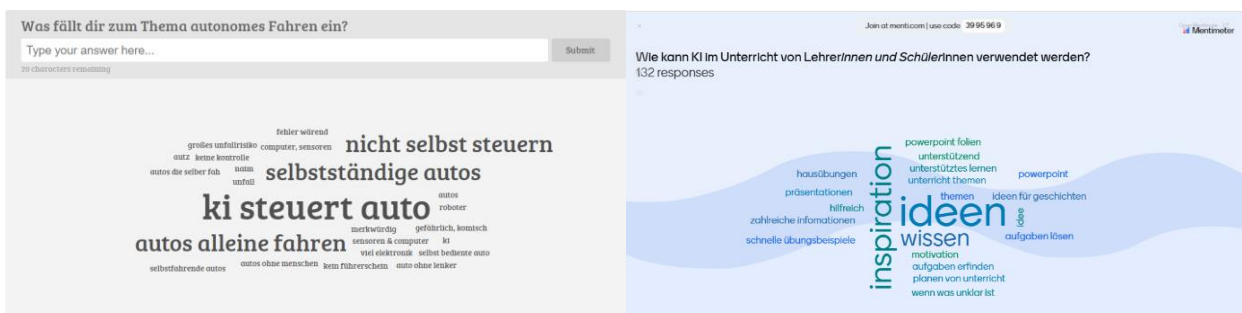 Was fällt dir zum Thema autonomes Fahren ein?
Type your answer here...
Submit
20 characters remaining
fehler würend
großes unfallrisiko
computer, sensoren
nicht selbst steuern
autz
keine kontrolle
autos die selber fah
naim
unfall
selbstständige autos
ki steuert auto
autos
roboter
merkwürdig
gefährlich, komisch
autos alleine fahren
sensoren & computer
ki
viel elektronik
selbst bediente auto
selbstfahrende autos
autos ohne menschen
kein führerschein
auto ohne lenker
Join at menti.com | use code 3995 969
Mentimeter
Wie kann KI im Unterricht von Lehrerinnen und Schülerinnen verwendet werden?
132 responses
powerpoint folien
unterstützend
unterstütztes lernen
unterricht themen
hausübungen
powerpoint
präsentationen
themen
ideen für geschichten
hilfreich
inspiration
ideen
idee
zahlreiche infomationen
schnelle übungsbeispiele
wissen
aufgaben lösen
motivation
aufgaben erfinden
planen von unterricht
wenn was unklar ist